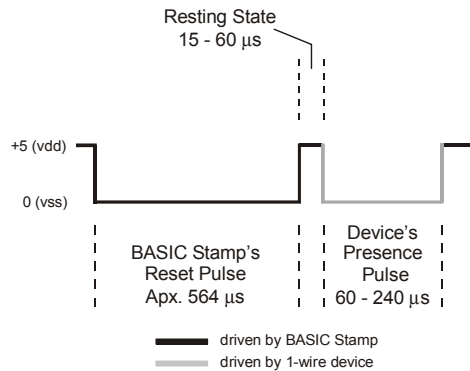 Resting State
15 - 60 µs
+5 (vdd)
0 (vss)
BASIC Stamp's
Reset Pulse
Apx. 564 µs
Device's
Presence
Pulse
60 - 240 µs
driven by BASIC Stamp
driven by 1-wire device